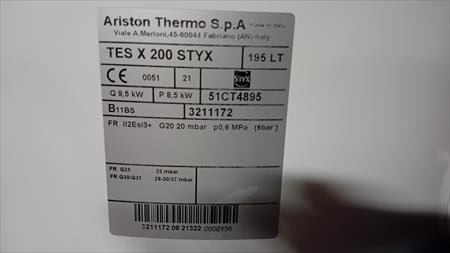 Ariston Thermo S.p.A Made in Italy
Viale A.Merloni,45-60044 Fabriano (AN)-Italy
TES X 200 STYX 195 LT
CE 0051 21 STYX
Q 9,5 kW P 8,5 kW 51CT4895
B11BS 3211172
FR II2Esi3+ G20 20 mbar p0,6 MPa (6bar)
FR G25 25 mbar
FR G30/G31 28-30/37 mbar
3211172 08 21322 0000156